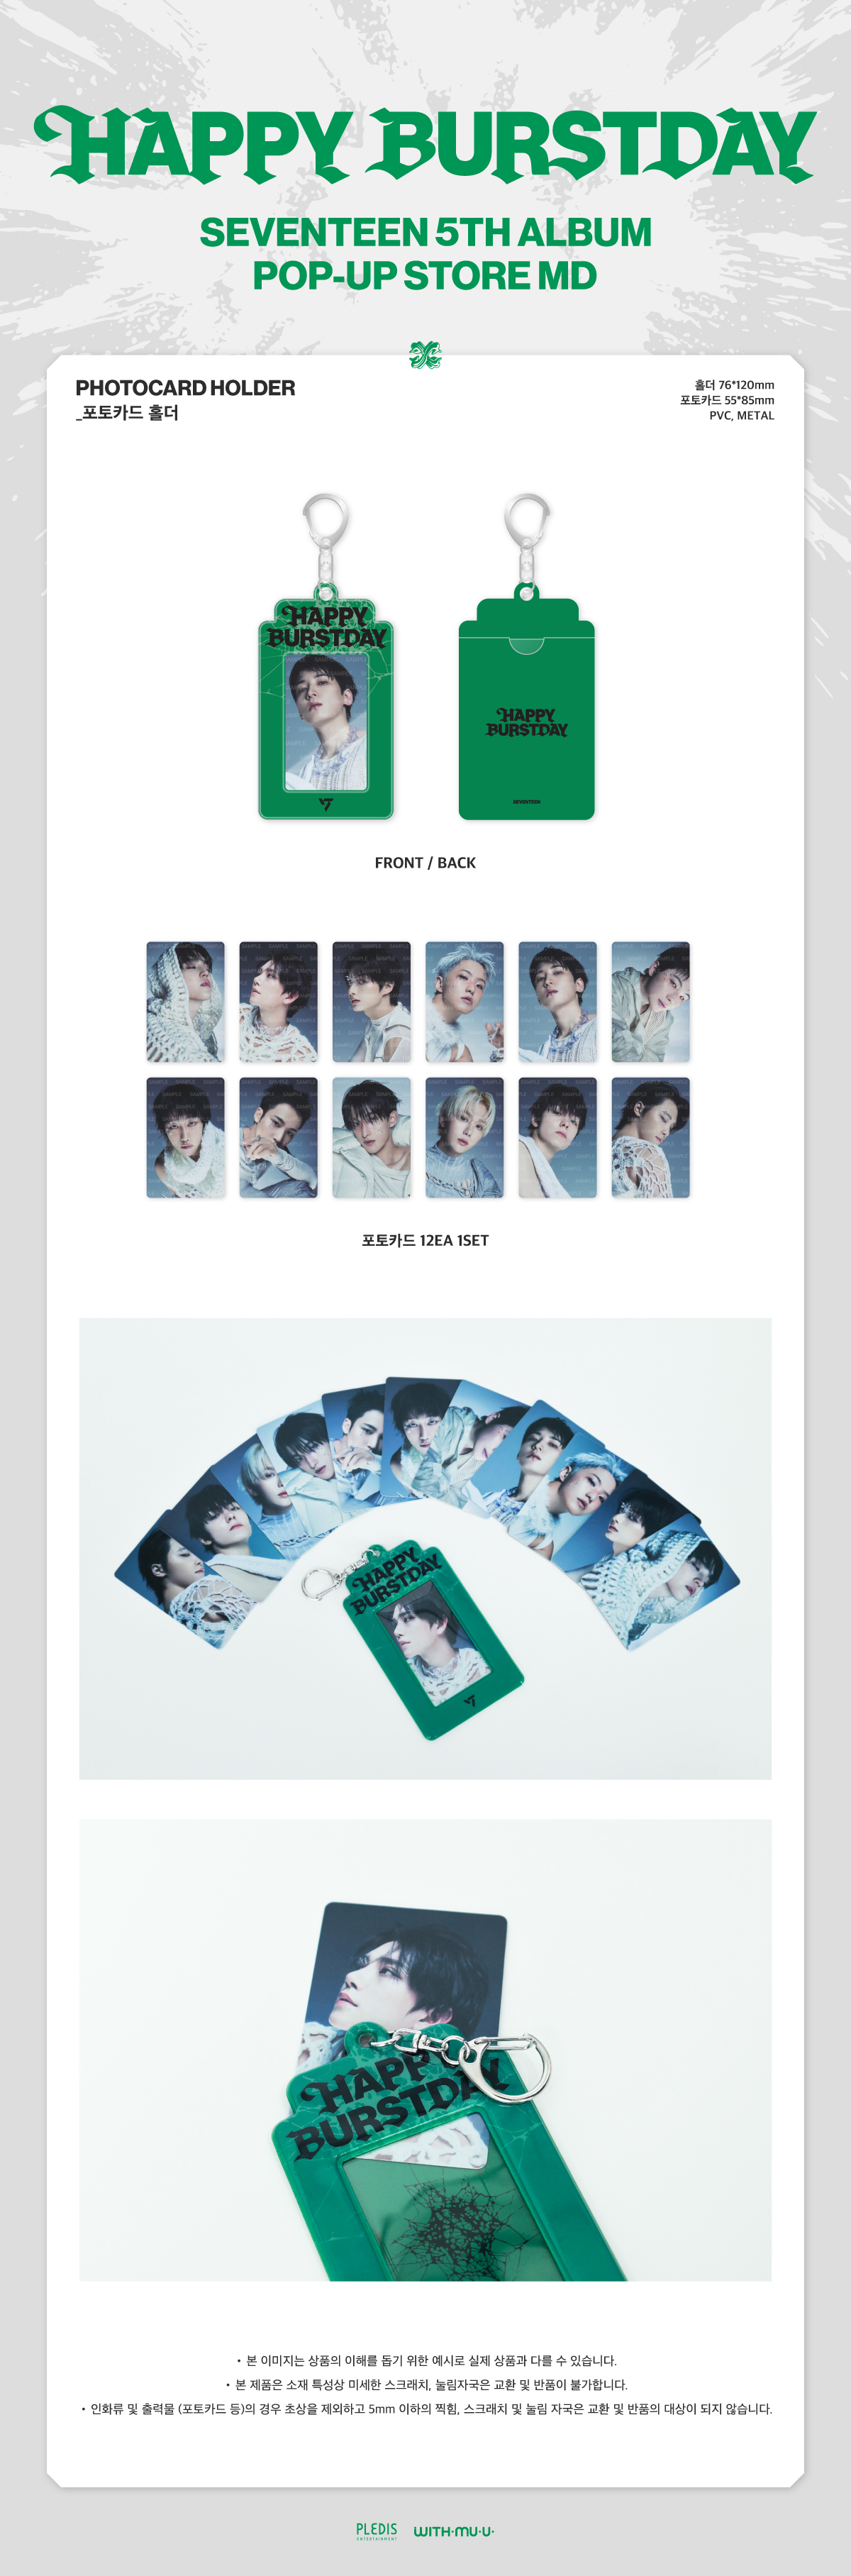 HAPPY BURSTDAY
SEVENTEEN 5TH ALBUM
POP-UP STORE MD
PHOTOCARD HOLDER
_포토카드 홀더
홀더 76*120mm
포토카드 55*85mm
PVC, METAL
HAPPY
BURSTDAY
HAPPY
BURSTDAY
SEVENTEEN
FRONT / BACK
SAMPLE
포토카드 12EA 1SET
HAPPY
BURSTDAY
HAPPY
BURSTDAY
• 본 이미지는 상품의 이해를 돕기 위한 예시로 실제 상품과 다를 수 있습니다.
• 본 제품은 소재 특성상 미세한 스크래치, 눌림자국은 교환 및 반품이 불가합니다.
• 인화류 및 출력물 (포토카드 등)의 경우 초상을 제외하고 5mm 이하의 찍힘, 스크래치 및 눌림 자국은 교환 및 반품의 대상이 되지 않습니다.
PLEDIS
ENTERTAINMENT
WITH·MU·U·